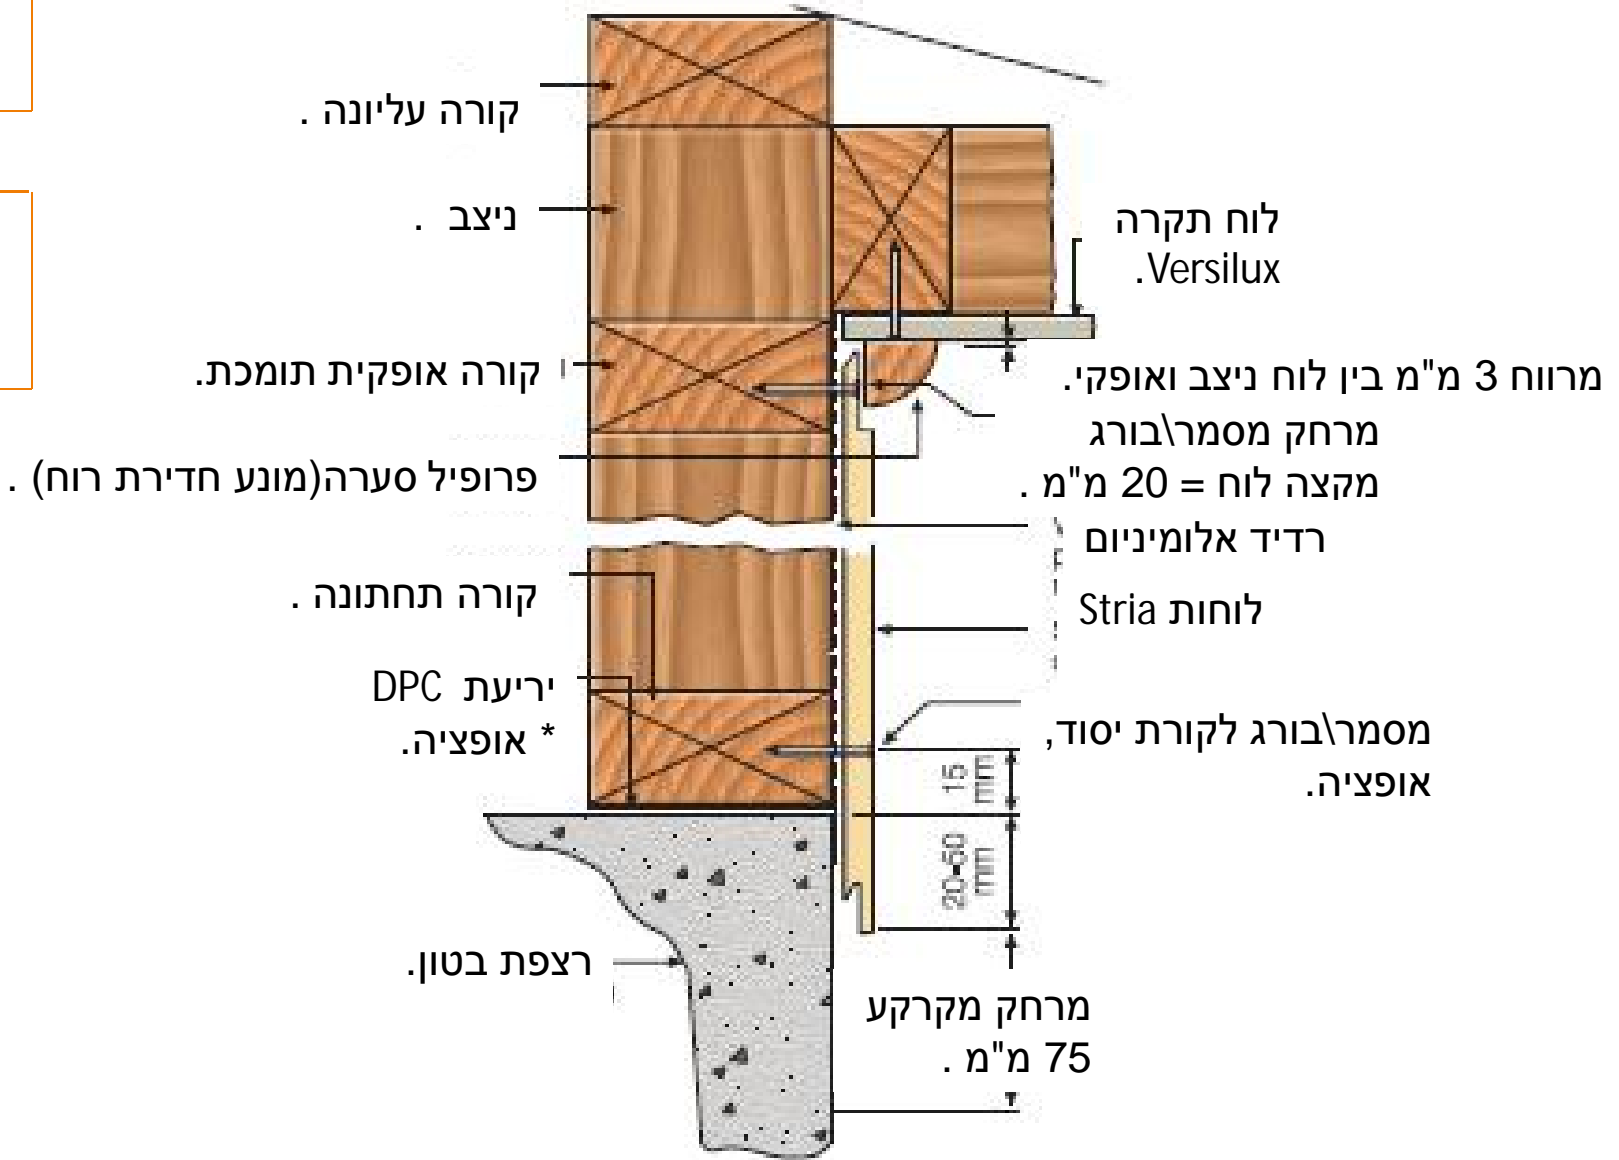 קורה עליונה .
ניצב .
לוח תקרה
Versilux.
קורה אופקית תומכת.
מרווח 3 מ"מ בין לוח ניצב ואופקי.
מרחק מסמר\בורג
מקצה לוח = 20 מ"מ .
פרופיל סערה(מונע חדירת רוח) .
רדיד אלומיניום
קורה תחתונה .
לוחות Stria
יריעת DPC
* אופציה.
מסמר\בורג לקורת יסוד,
אופציה.
15
mm
20-60
mm
רצפת בטון.
מרחק מקרקע
75 מ"מ .